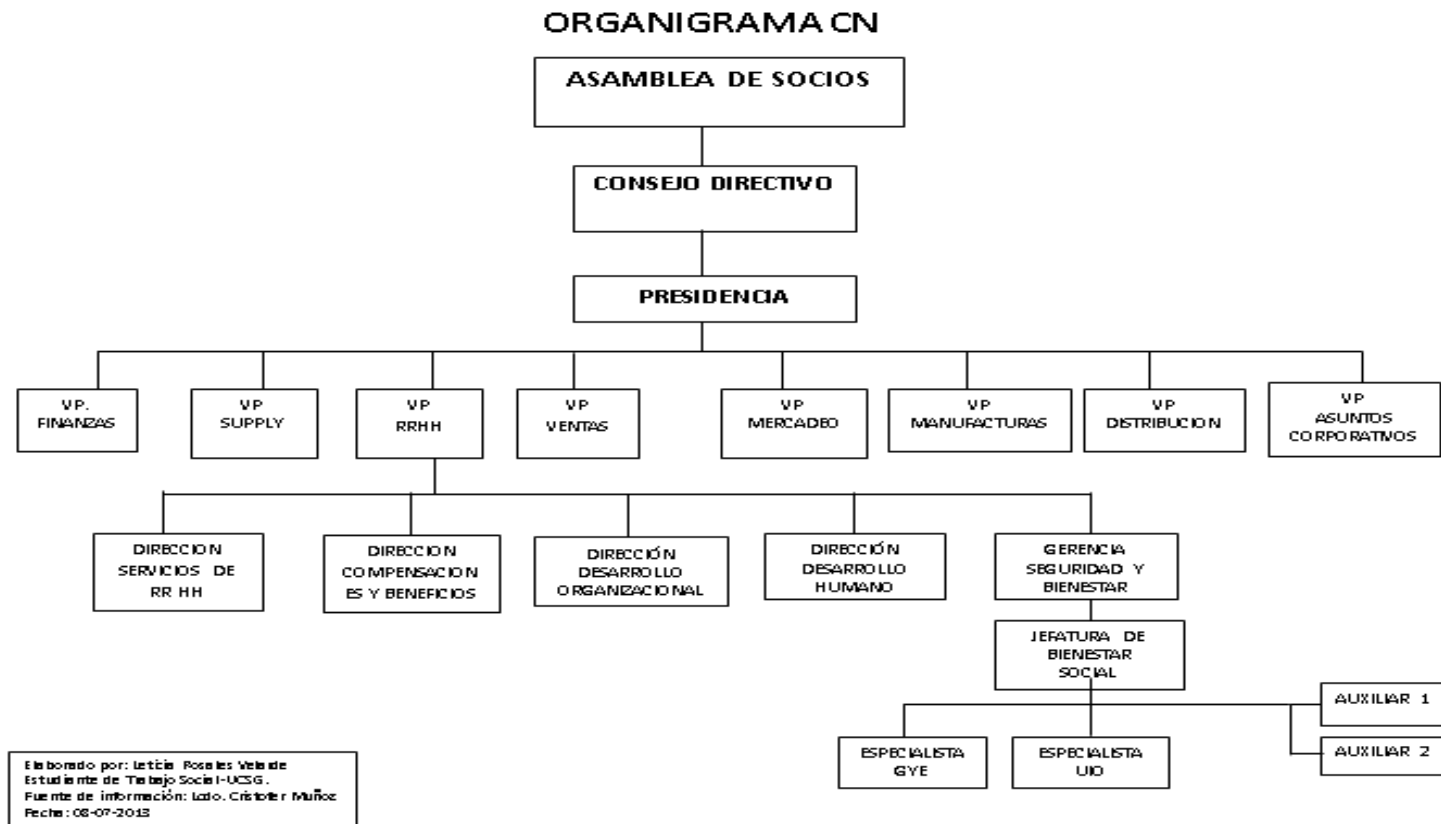 ORGANIGRAMA CN
ASAMBLEA DE SOCIOS
CONSEJO DIRECTIVO
PRESIDENCIA
VP.
FINANZAS
VP
SUPPLY
VP
RRHH
VP
VENTAS
VP
MERCADEO
VP
MANUFACTURAS
VP
DISTRIBUCION
VP
ASUNTOS
CORPORATIVOS
DIRECCION
SERVICIOS DE
RR HH
DIRECCION
COMPENSACION
ES Y BENEFICIOS
DIRECCIÓN
DESARROLLO
ORGANIZACIONAL
DIRECCIÓN
DESARROLLO
HUMANO
GERENCIA
SEGURIDAD Y
BIENESTAR
JEFATURA DE
BIENESTAR
SOCIAL
AUXILIAR 1
ESPECIALISTA
GYE
ESPECIALISTA
UIO
AUXILIAR 2
Elaborado por: Leticia Rosales
Estudiante de Trabajo Social-UCSG.
Fuente de información: Lcdo. Cristofer Muñoz
Fecha: 08-07-2013